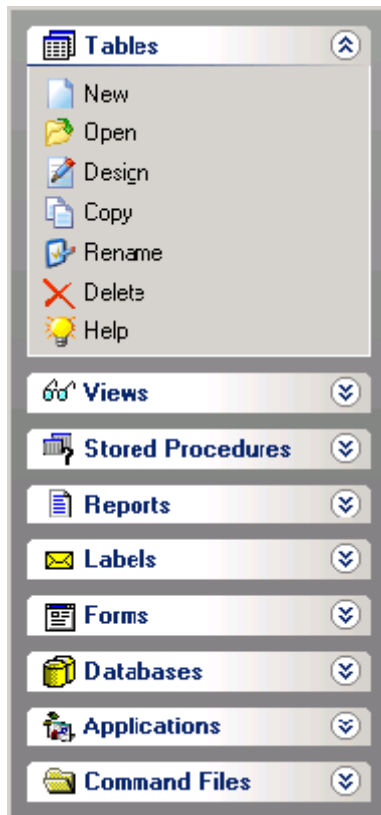 Tables
New
Open
Design
Copy
Rename
Delete
Help
Views
Stored Procedures
Reports
Labels
Forms
Databases
Applications
Command Files